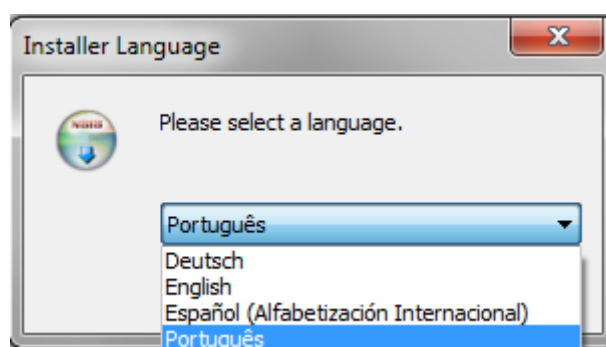 Installer Language
Please select a language.
Português
Deutsch
English
Español (Alfabetización Internacional)
Português